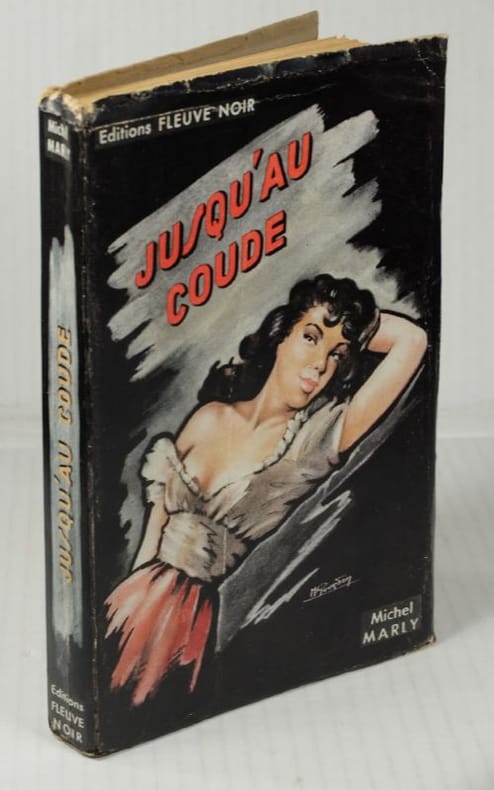 Editions FLEUVE NOIR
JUSQU'AU
COUDE
Michel
MARLY
Michel
MARLY
JUSQU'AU COUDE
Editions
FLEUVE
NOIR